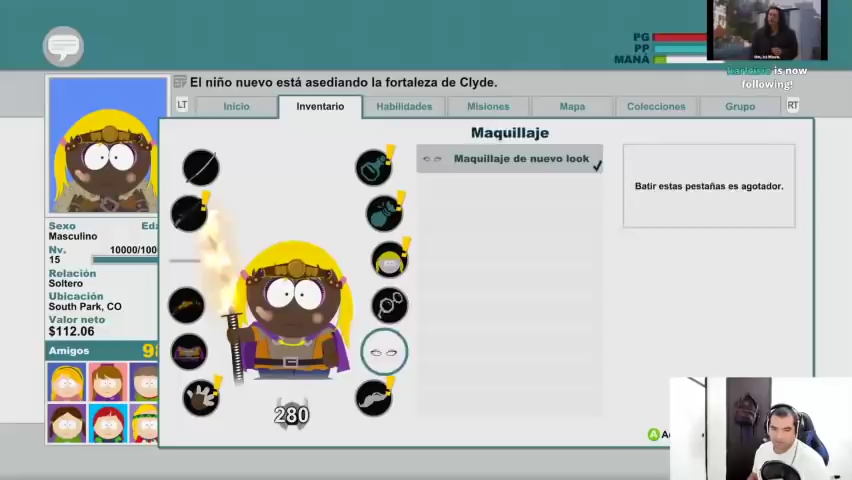 PG
PP
MANÁ
is now
following!
El niño nuevo está asediando la fortaleza de Clyde.
LT
Inicio
Inventario
Habilidades
Misiones
Mapa
Colecciones
Grupo
RT
Maquillaje
Maquillaje de nuevo look
Batir estas pestañas es agotador.
Sexo
Masculino
Nv.
15
10000/100
Relación
Soltero
Ubicación
South Park, CO
Valor neto
$112.06
Amigos
280
A